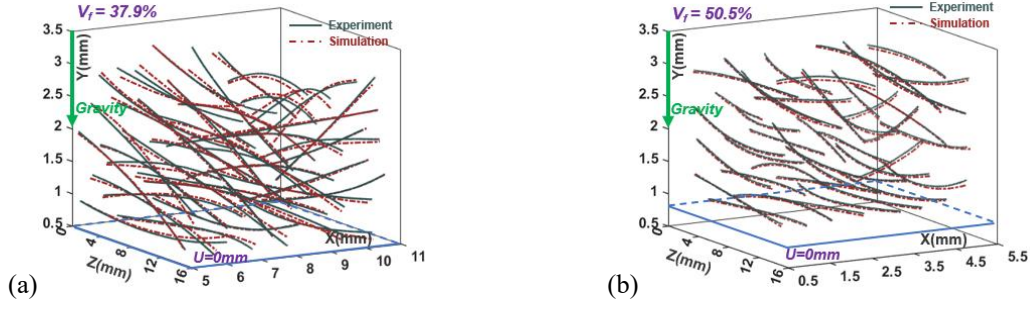 V_f = 37.9%
Experiment
Simulation
3.5
3
2.5
2
1.5
1
0.5
Y(mm)
Gravity
0
4
8
12
16
Z(mm)
U=0mm
X(mm)
5
6
7
8
9
10
11
(a)
V_f = 50.5%
Experiment
Simulation
3.5
3
2.5
2
1.5
1
0.5
Y(mm)
Gravity
0
4
8
12
16
Z(mm)
U=0mm
X(mm)
0.5
1.5
2.5
3.5
4.5
5.5
(b)